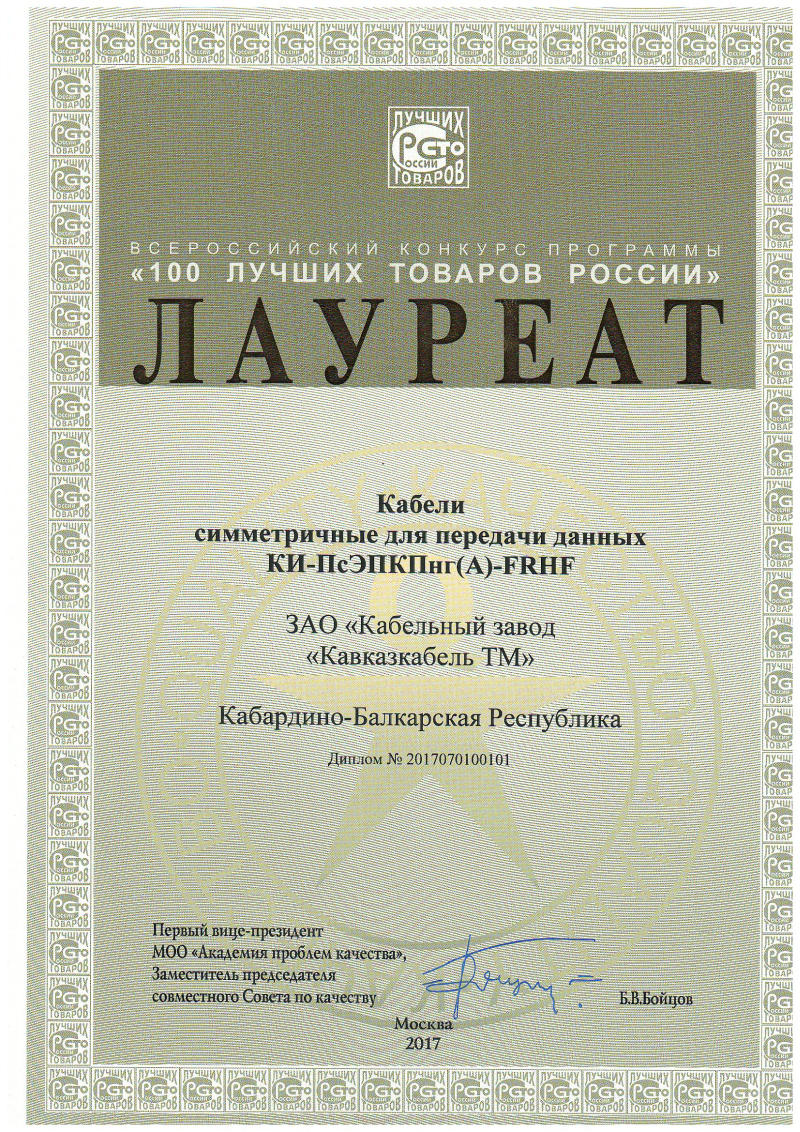 ЛУЧШИХ
РСТО
РОССИИ
ТОВАРОВ
ВСЕРОССИЙСКИЙ КОНКУРС ПРОГРАММЫ
«100 ЛУЧШИХ ТОВАРОВ РОССИИ»
ЛАУРЕАТ
Кабели
симметричные для передачи данных
КИ-ПсЭПКПнг(А)-FRHF
ЗАО «Кабельный завод
«Кавказкабель ТМ»
Кабардино-Балкарская Республика
Диплом № 2017070100101
Первый вице-президент
МОО «Академия проблем качества»,
Заместитель председателя
совместного Совета по качеству
Б.В.Бойцов
Москва
2017